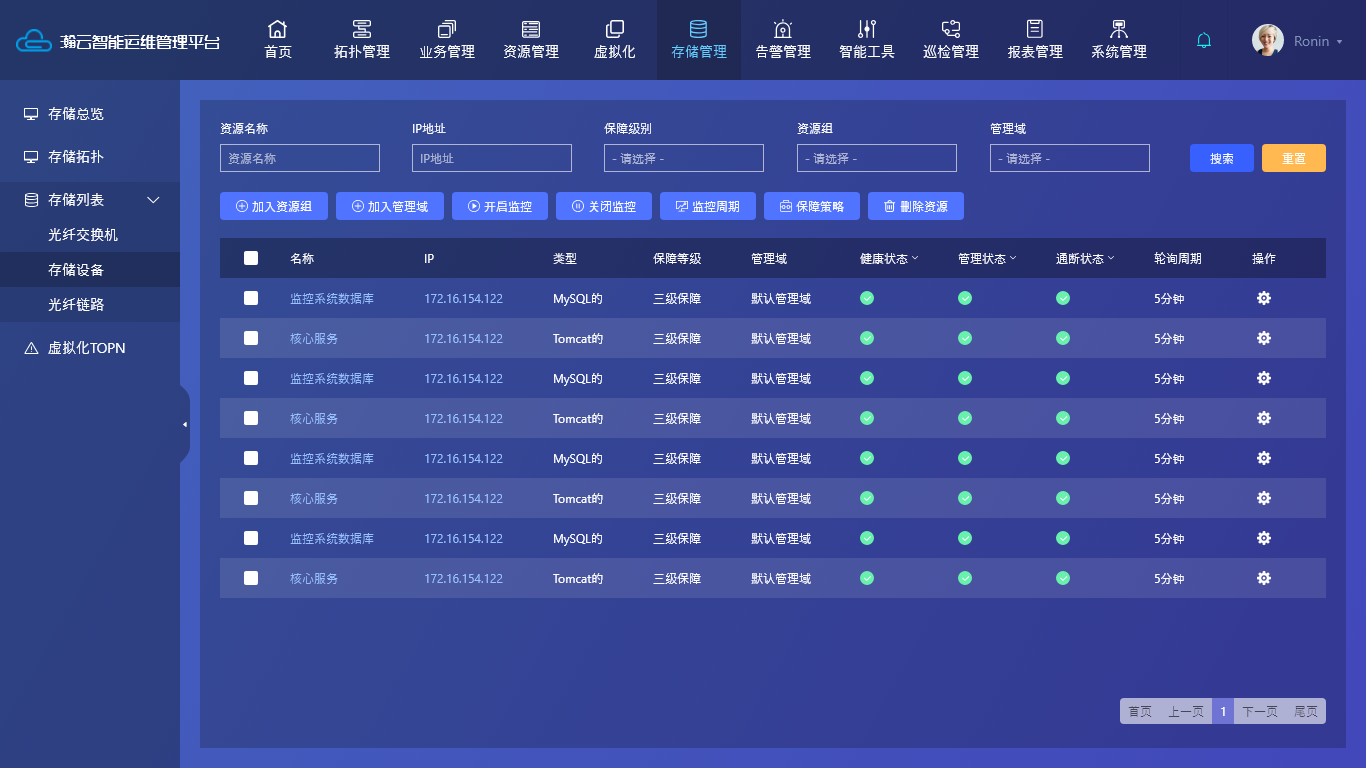 瀚云智能运维管理平台
首页 拓扑管理 业务管理 资源管理 虚拟化 存储管理 告警管理 智能工具 巡检管理 报表管理 系统管理 Ronin
存储总览
存储拓扑
存储列表
光纤交换机
存储设备
光纤链路
虚拟化TOPN
资源名称 IP地址 保障级别 资源组 管理域
资源名称 IP地址 - 请选择 - - 请选择 - - 请选择 - 搜索 重置
加入资源组 加入管理域 开启监控 关闭监控 监控周期 保障策略 删除资源
名称 IP 类型 保障等级 管理域 健康状态 管理状态 通断状态 轮询周期 操作
监控系统数据库 172.16.154.122 MySQL的 三级保障 默认管理域 5分钟
核心服务 172.16.154.122 Tomcat的 三级保障 默认管理域 5分钟
监控系统数据库 172.16.154.122 MySQL的 三级保障 默认管理域 5分钟
核心服务 172.16.154.122 Tomcat的 三级保障 默认管理域 5分钟
监控系统数据库 172.16.154.122 MySQL的 三级保障 默认管理域 5分钟
核心服务 172.16.154.122 Tomcat的 三级保障 默认管理域 5分钟
监控系统数据库 172.16.154.122 MySQL的 三级保障 默认管理域 5分钟
核心服务 172.16.154.122 Tomcat的 三级保障 默认管理域 5分钟
首页 上一页 1 下一页 尾页